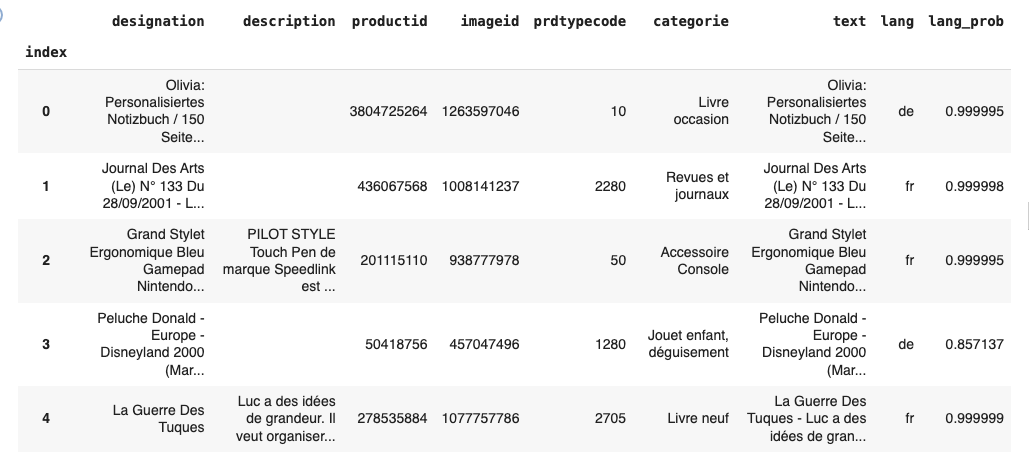 designation description productid imageid prdtypecode categorie text lang lang_prob
index
0 Olivia: Personalisiertes Notizbuch / 150 Seite... 3804725264 1263597046 10 Livre occasion Olivia: Personalisiertes Notizbuch / 150 Seite... de 0.999995
1 Journal Des Arts (Le) N° 133 Du 28/09/2001 - L... 436067568 1008141237 2280 Revues et journaux Journal Des Arts (Le) N° 133 Du 28/09/2001 - L... fr 0.999998
2 Grand Stylet Ergonomique Bleu Gamepad Nintendo... PILOT STYLE Touch Pen de marque Speedlink est ... 201115110 938777978 50 Accessoire Console Grand Stylet Ergonomique Bleu Gamepad Nintendo... fr 0.999995
3 Peluche Donald - Europe - Disneyland 2000 (Mar... 50418756 457047496 1280 Jouet enfant, déguisement Peluche Donald - Europe - Disneyland 2000 (Mar... de 0.857137
4 La Guerre Des Tuques Luc a des idées de grandeur. Il veut organiser... 278535884 1077757786 2705 Livre neuf La Guerre Des Tuques - Luc a des idées de gran... fr 0.999999